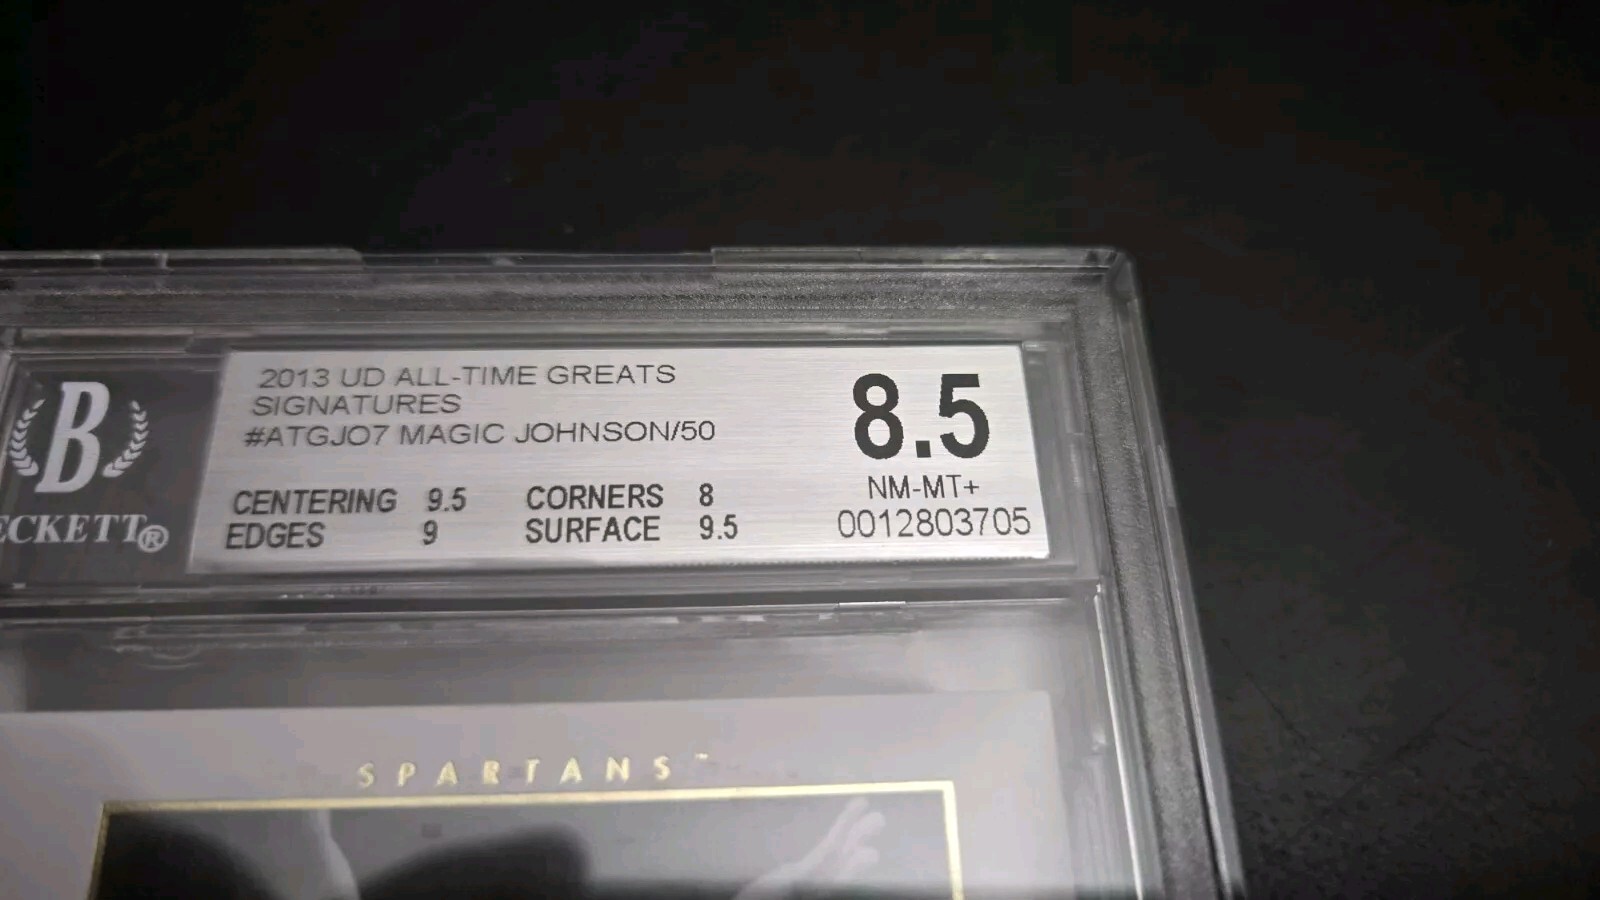 2013 UD ALL-TIME GREATS
SIGNATURES
#ATGJO7 MAGIC JOHNSON/50
8.5
NM-MT+
0012803705
CENTERING 9.5 CORNERS 8
EDGES 9 SURFACE 9.5
B
ECKETT®
SPARTANS™